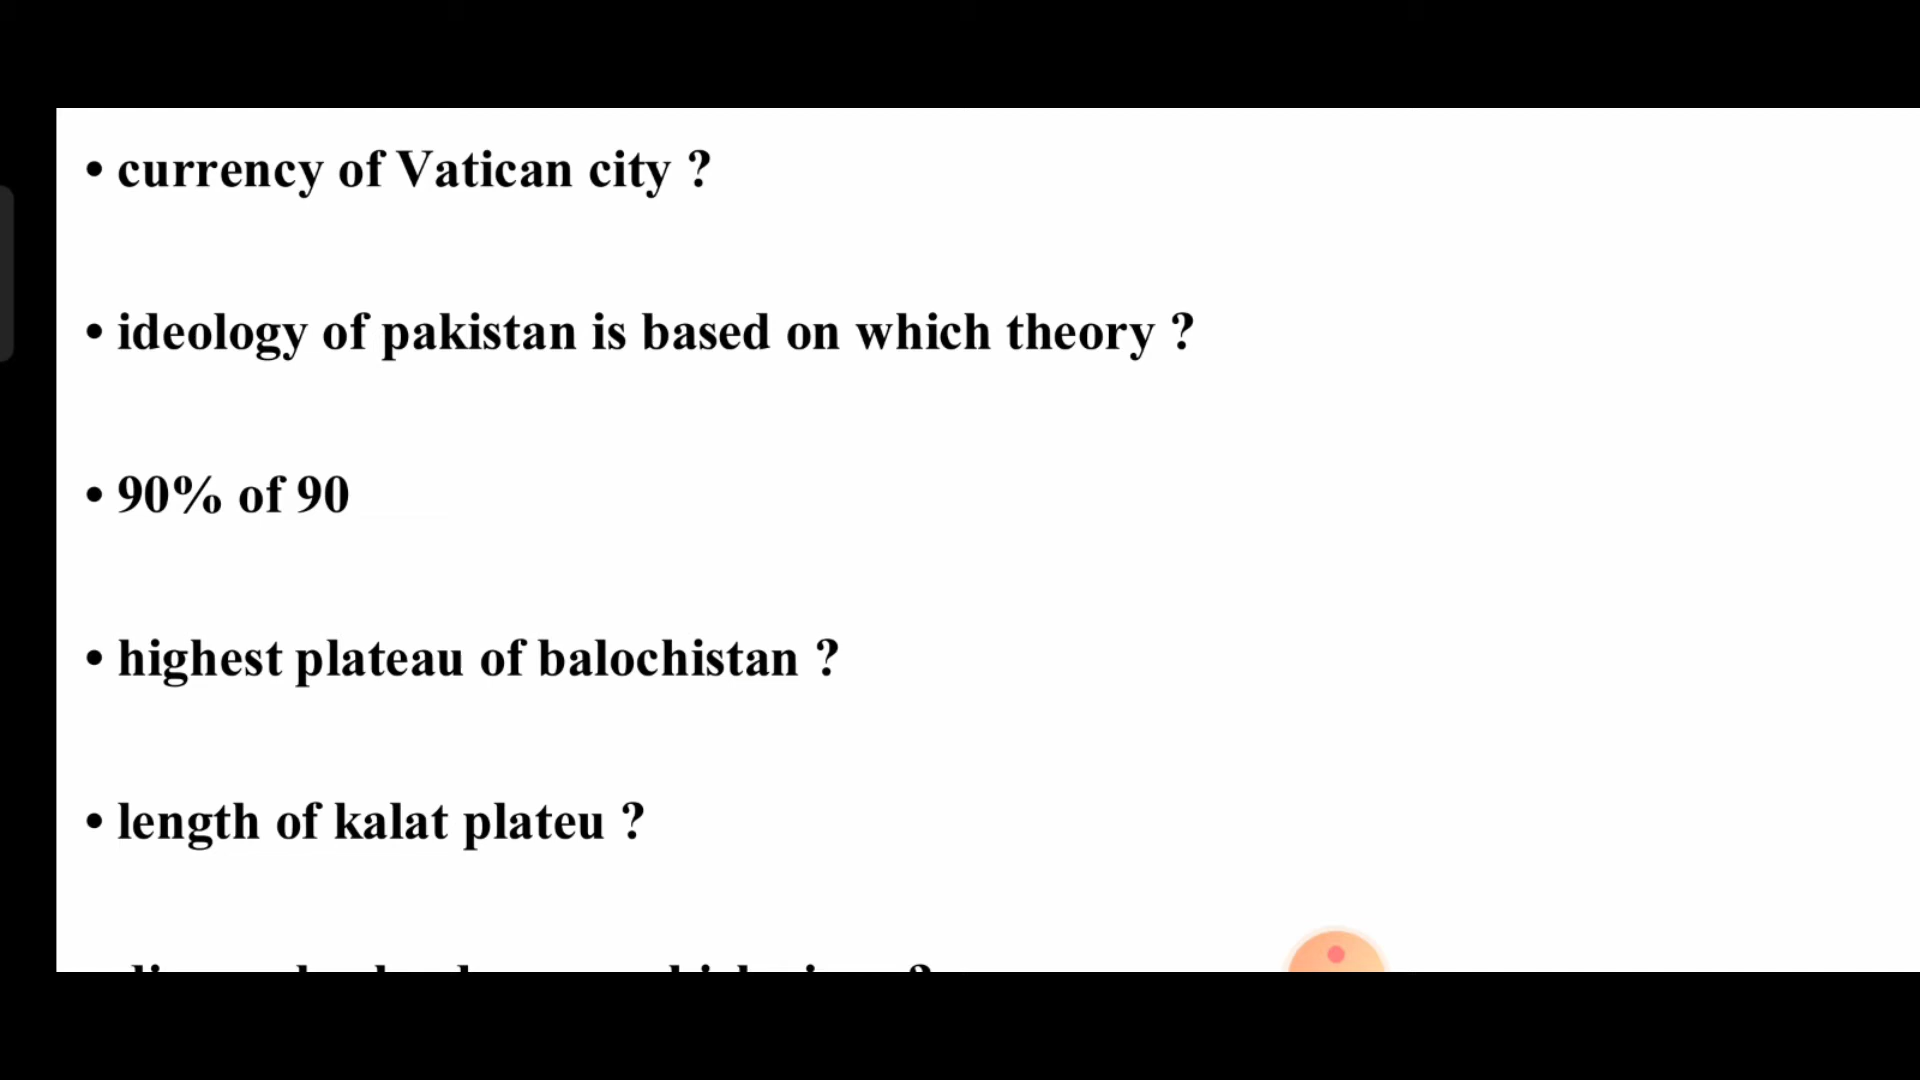 • currency of Vatican city ?
• ideology of pakistan is based on which theory ?
• 90% of 90
• highest plateau of balochistan ?
• length of kalat plateu ?